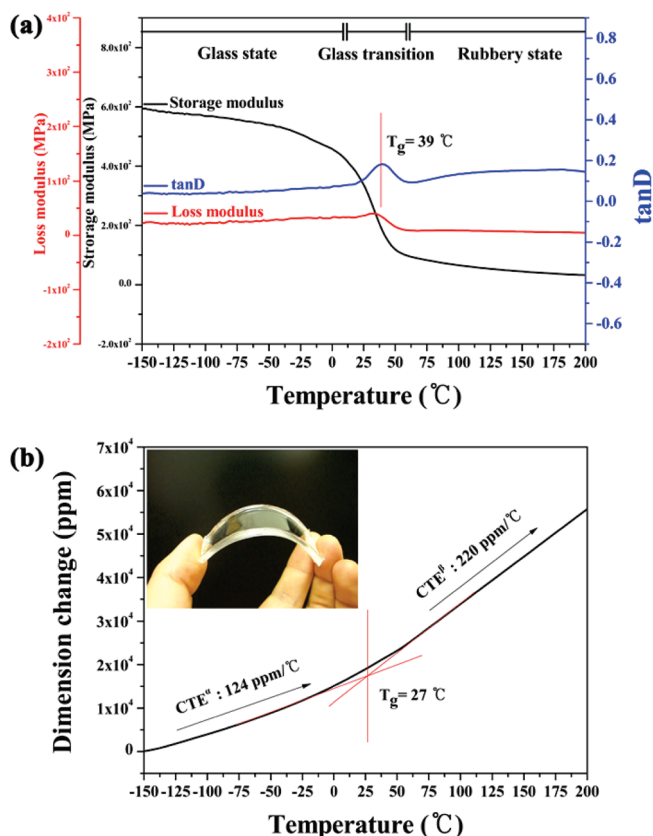 (a)
Glass state
Glass transition
Rubbery state
Storage modulus
T_g= 39 ℃
tanD
Loss modulus
Loss modulus (MPa)
4x10²
3x10²
2x10²
1x10²
0
-1x10²
-2x10²
Strorage modulus (MPa)
8.0x10²
6.0x10²
4.0x10²
2.0x10²
0.0
-2.0x10²
tanD
0.8
0.6
0.4
0.2
0.0
-0.2
-0.4
-0.6
-150 -125 -100 -75 -50 -25 0 25 50 75 100 125 150 175 200
Temperature (℃)
(b)
Dimension change (ppm)
7x10⁴
6x10⁴
5x10⁴
4x10⁴
3x10⁴
2x10⁴
1x10⁴
0
CTE^α : 124 ppm/℃
CTE^β : 220 ppm/℃
T_g= 27 ℃
-150 -125 -100 -75 -50 -25 0 25 50 75 100 125 150 175 200
Temperature (℃)